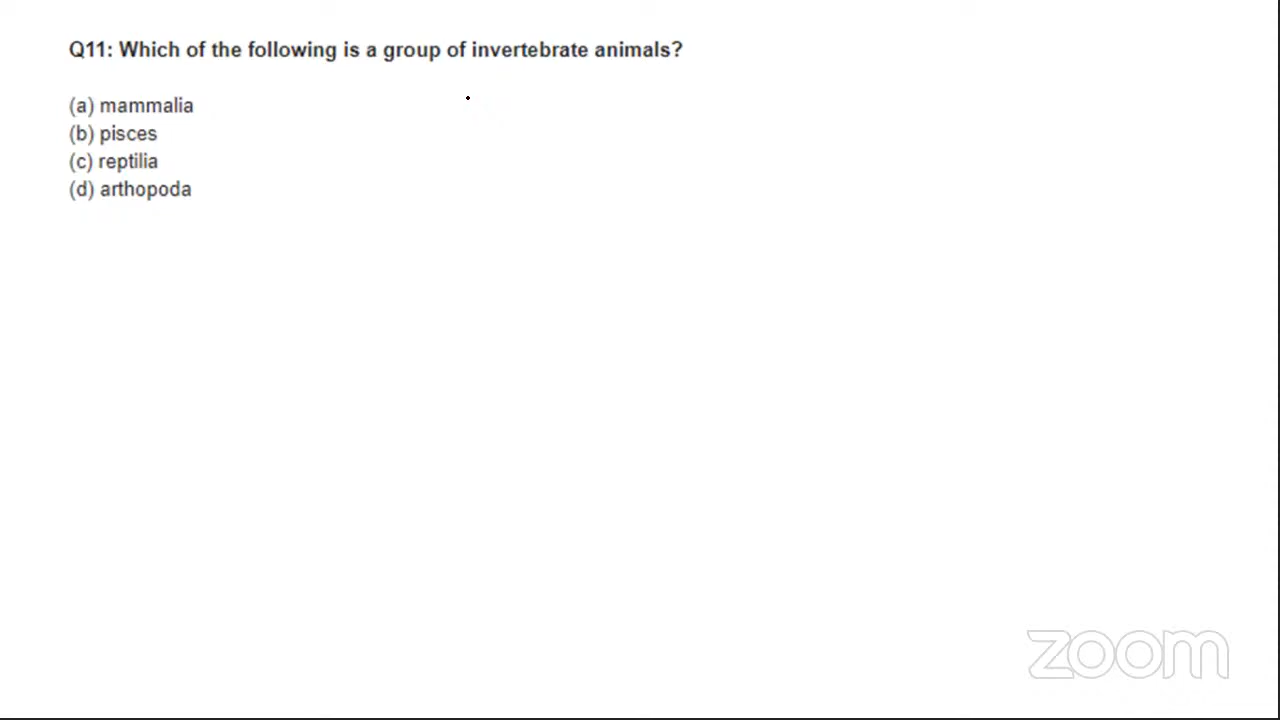 Q11: Which of the following is a group of invertebrate animals?
(a) mammalia
(b) pisces
(c) reptilia
(d) arthopoda
zoom